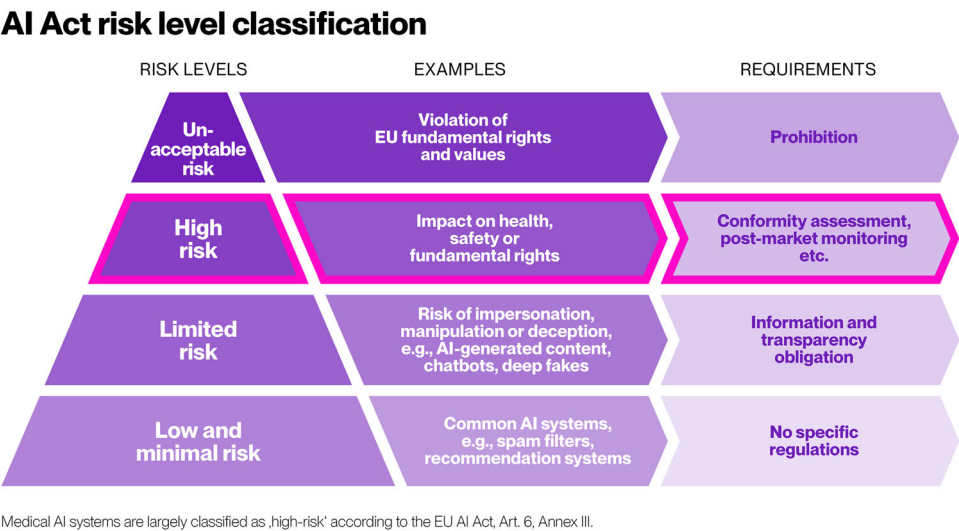 AI Act risk level classification
RISK LEVELS
EXAMPLES
REQUIREMENTS
Un-
acceptable
risk
Violation of
EU fundamental rights
and values
Prohibition
High
risk
Impact on health,
safety or
fundamental rights
Conformity assessment,
post-market monitoring
etc.
Limited
risk
Risk of impersonation,
manipulation or deception,
e.g., AI-generated content,
chatbots, deep fakes
Information and
transparency
obligation
Low and
minimal risk
Common AI systems,
e.g., spam filters,
recommendation systems
No specific
regulations
Medical AI systems are largely classified as ‚high-risk‘ according to the EU AI Act, Art. 6, Annex III.